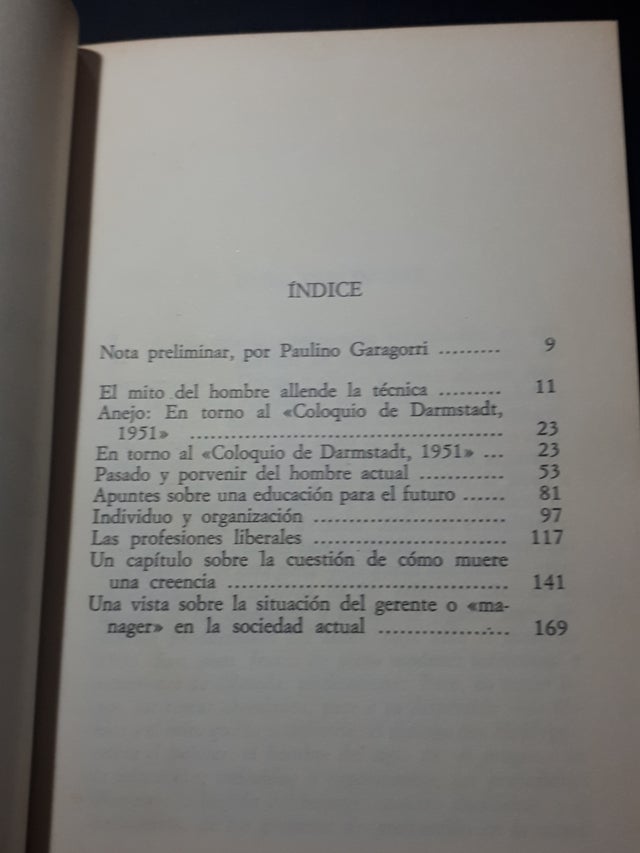 ÍNDICE
Nota preliminar, por Paulino Garagorri ......... 9
El mito del hombre allende la técnica ......... 11
Anejo: En torno al «Coloquio de Darmstadt,
1951» ............................................. 23
En torno al «Coloquio de Darmstadt, 1951» ... 23
Pasado y porvenir del hombre actual ............ 53
Apuntes sobre una educación para el futuro ...... 81
Individuo y organización ........................... 97
Las profesiones liberales ........................... 117
Un capítulo sobre la cuestión de cómo muere
una creencia ....................................... 141
Una vista sobre la situación del gerente o «ma-
nager» en la sociedad actual .................. 169